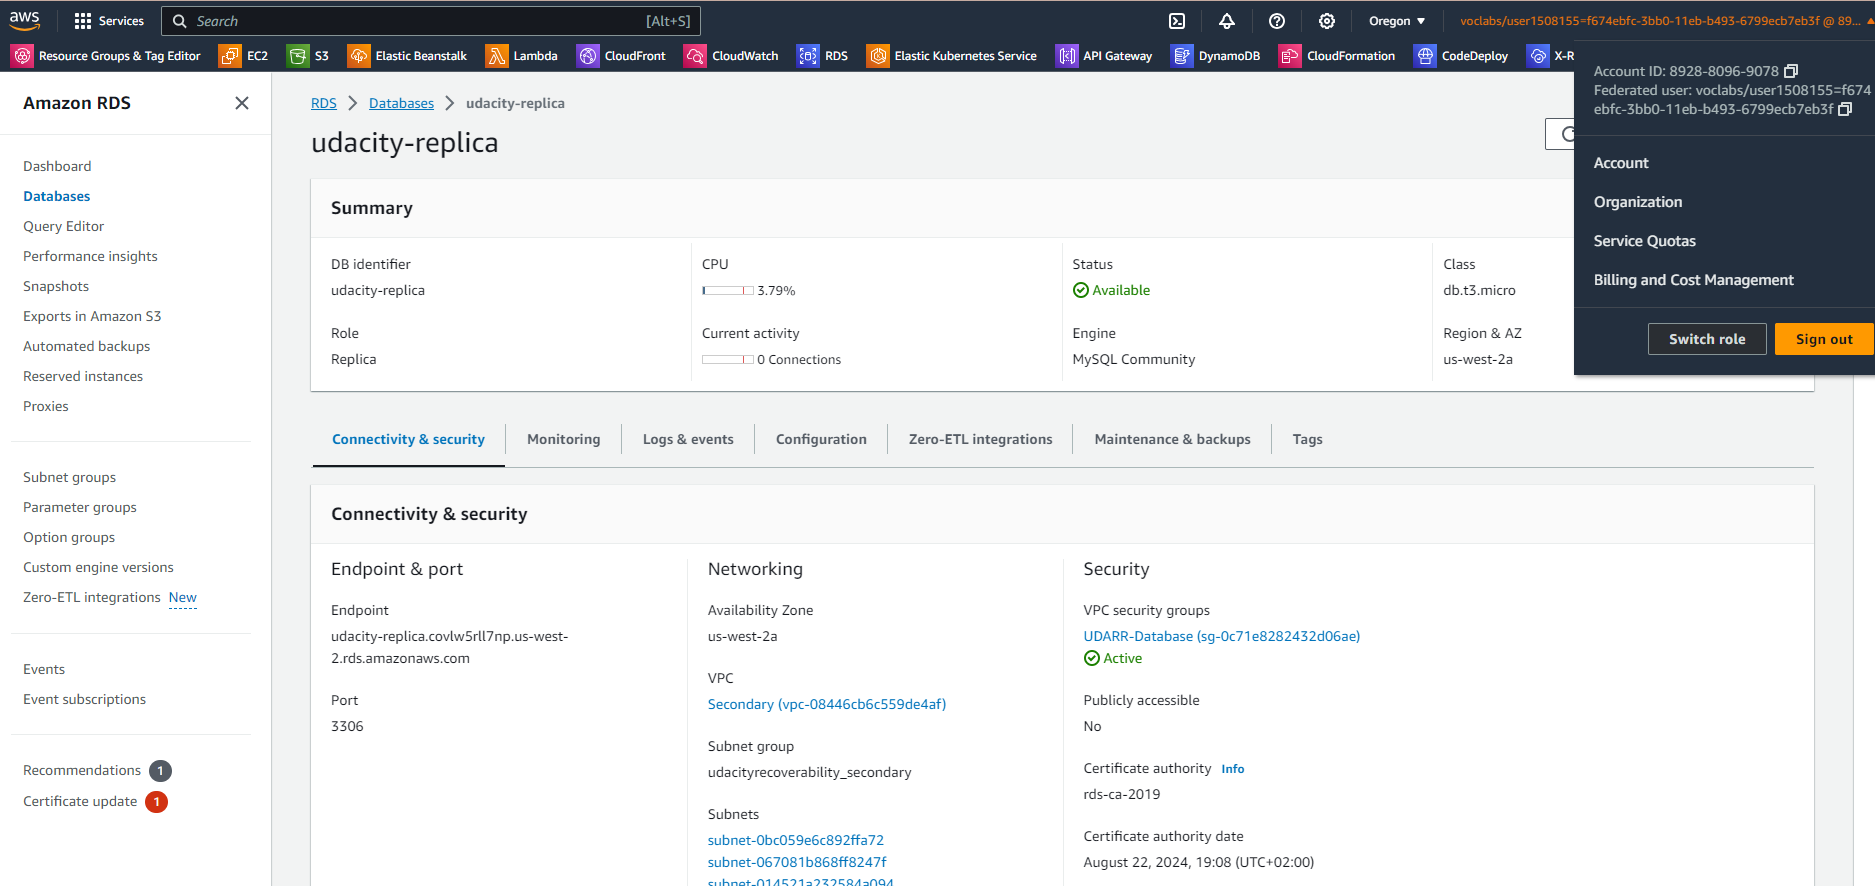 aws
Services
Search
[Alt+S]
Oregon
voclabs/user1508155=f674ebfc-3bb0-11eb-b493-6799ecb7eb3f @ 89...
Resource Groups & Tag Editor
EC2
S3
Elastic Beanstalk
Lambda
CloudFront
CloudWatch
RDS
Elastic Kubernetes Service
API Gateway
DynamoDB
CloudFormation
CodeDeploy
X-R
Account ID: 8928-8096-9078
Federated user: voclabs/user1508155=f674
ebfc-3bb0-11eb-b493-6799ecb7eb3f
Account
Organization
Service Quotas
Billing and Cost Management
Switch role
Sign out
Amazon RDS
Dashboard
Databases
Query Editor
Performance insights
Snapshots
Exports in Amazon S3
Automated backups
Reserved instances
Proxies
Subnet groups
Parameter groups
Option groups
Custom engine versions
Zero-ETL integrations New
Events
Event subscriptions
Recommendations 1
Certificate update 1
RDS > Databases > udacity-replica
udacity-replica
Summary
DB identifier
udacity-replica
CPU
3.79%
Status
Available
Class
db.t3.micro
Role
Replica
Current activity
0 Connections
Engine
MySQL Community
Region & AZ
us-west-2a
Connectivity & security
Monitoring
Logs & events
Configuration
Zero-ETL integrations
Maintenance & backups
Tags
Connectivity & security
Endpoint & port
Endpoint
udacity-replica.covlw5rll7np.us-west-
2.rds.amazonaws.com
Port
3306
Networking
Availability Zone
us-west-2a
VPC
Secondary (vpc-08446cb6c559de4af)
Subnet group
udacityrecoverability_secondary
Subnets
subnet-0bc059e6c892ffa72
subnet-067081b868ff8247f
subnet-014521a232584a094
Security
VPC security groups
UDARR-Database (sg-0c71e8282432d06ae)
Active
Publicly accessible
No
Certificate authority Info
rds-ca-2019
Certificate authority date
August 22, 2024, 19:08 (UTC+02:00)